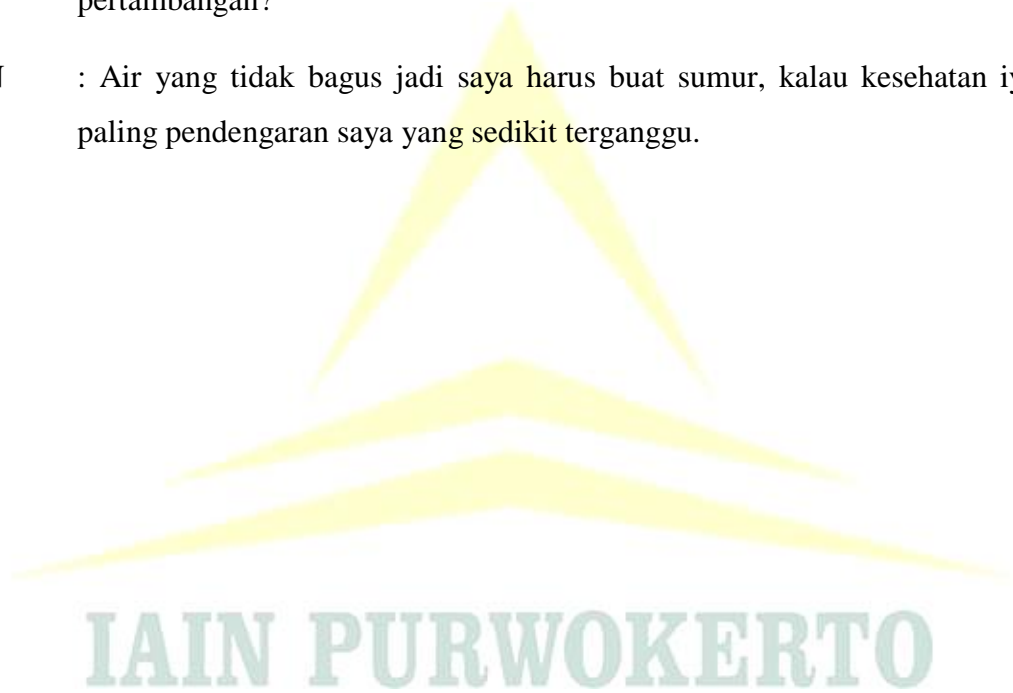 pertambangan?
: Air yang tidak bagus jadi saya harus buat sumur, kalau kesehatan
paling pendengaran saya yang sedikit terganggu.
IAIN PURWOKERTO